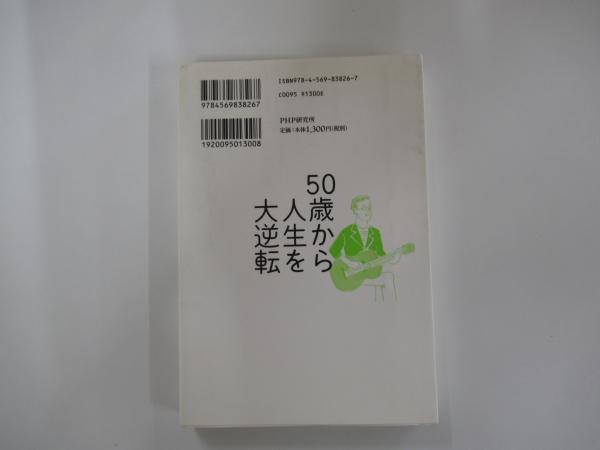 ISBN978-4-569-83826-7
C0095 ¥1300E
9784569838267
PHP研究所
定価:本体1,300円(税別)
1920095013008
50歳から
人生を
大逆転